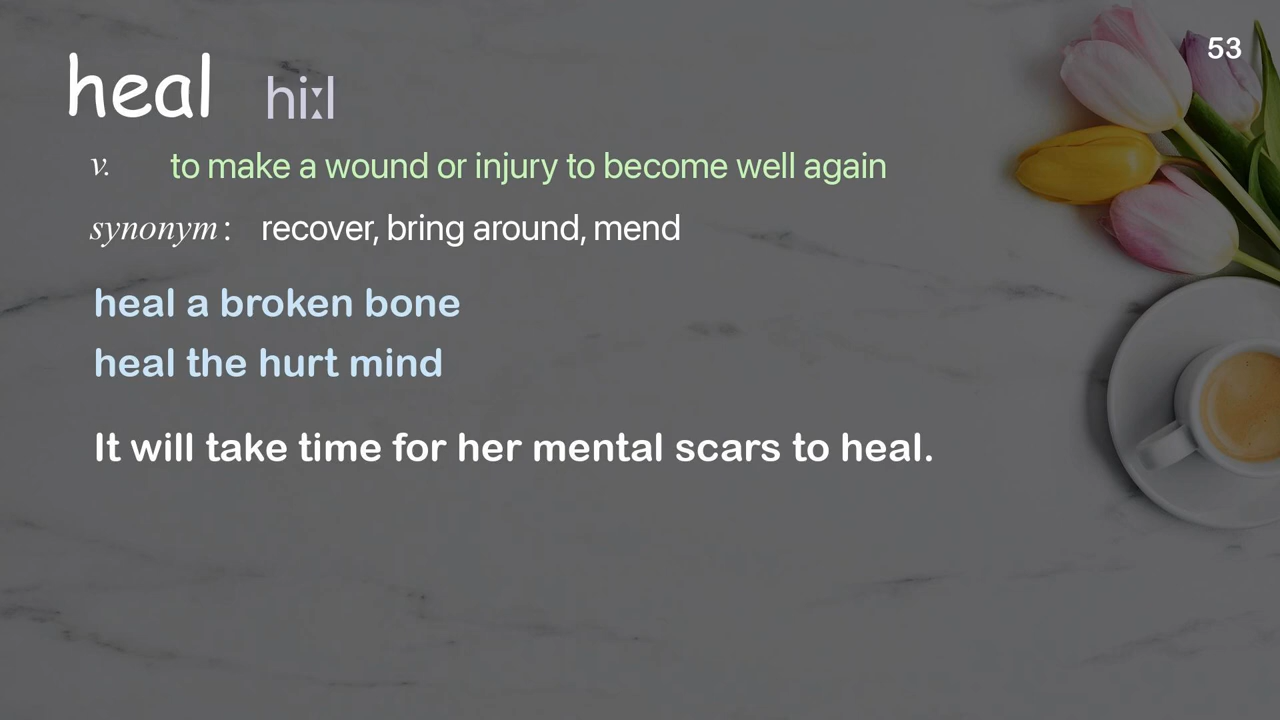 53
heal hiːl
v. to make a wound or injury to become well again
synonym: recover, bring around, mend
heal a broken bone
heal the hurt mind
It will take time for her mental scars to heal.